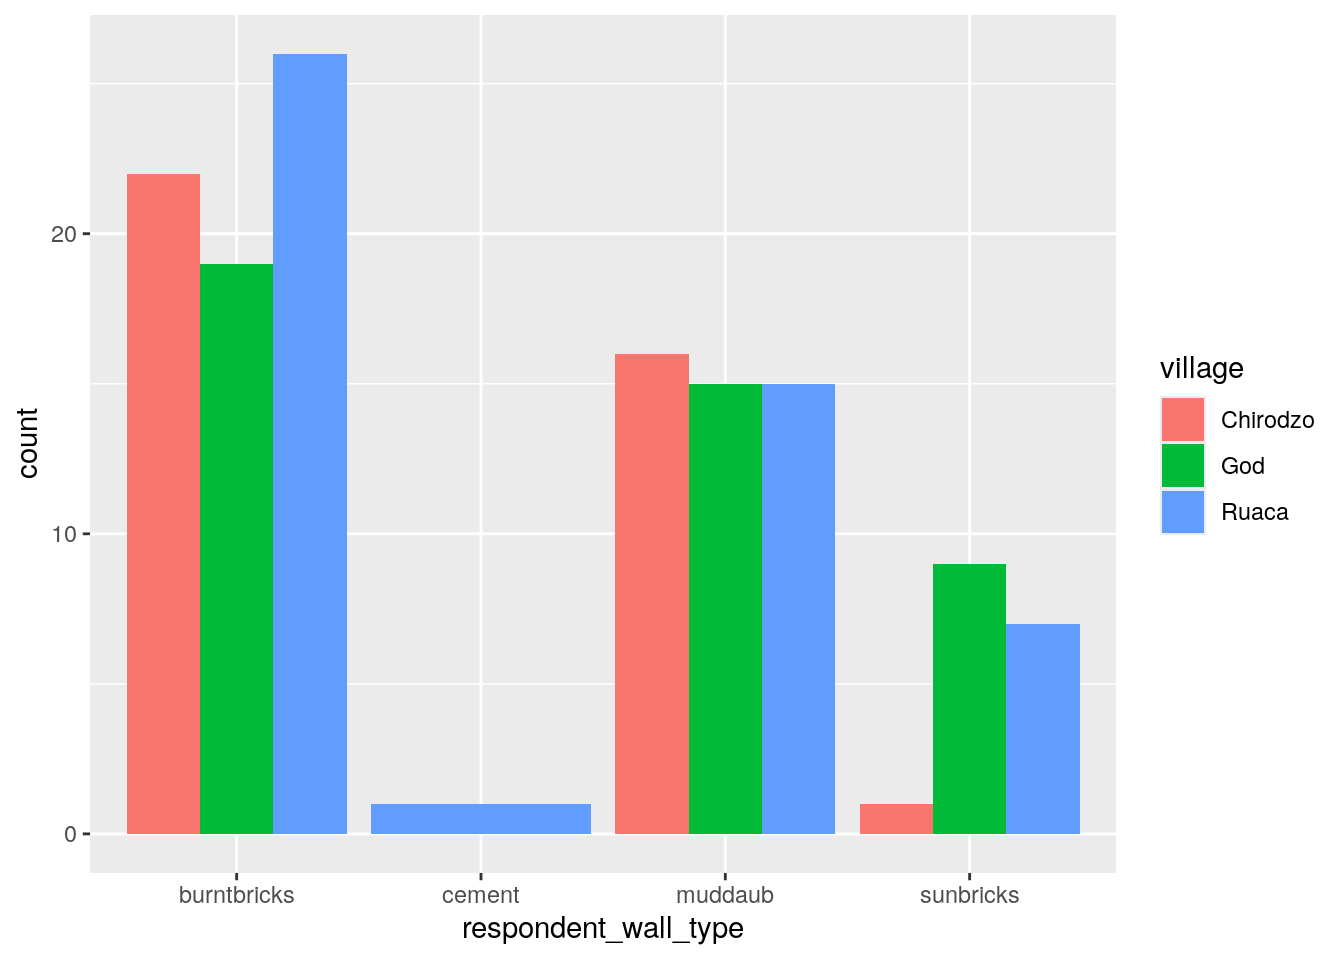 count
20
10
0
burntbricks cement muddaub sunbricks
respondent_wall_type
village
Chirodzo
God
Ruaca